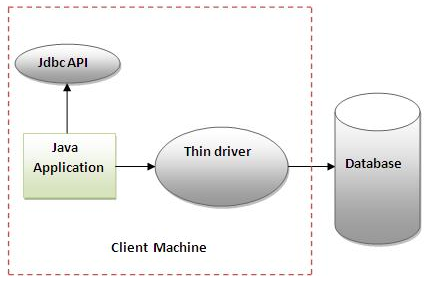 Jdbc API
Java
Application
Thin driver
Database
Client Machine